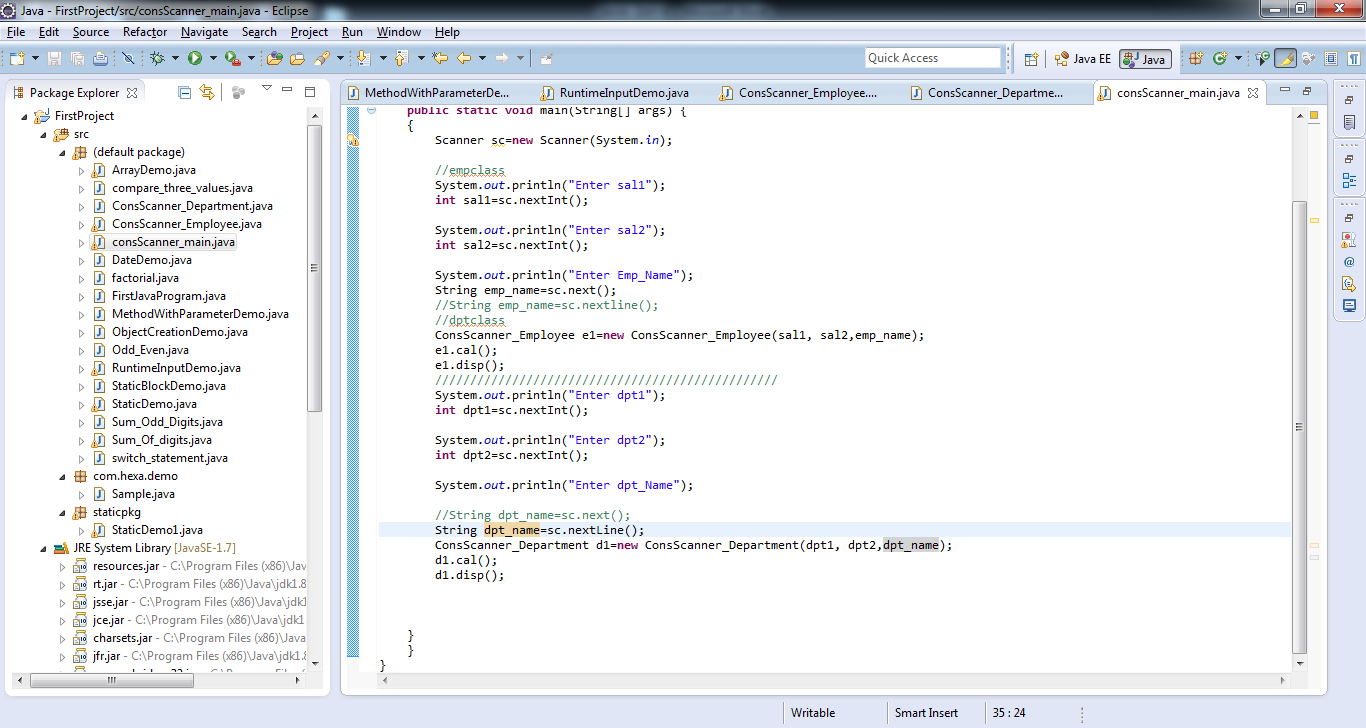 Java - FirstProject/src/consScanner_main.java - Eclipse
File Edit Source Refactor Navigate Search Project Run Window Help
Quick Access
Java EE
Java
Package Explorer
MethodWithParameterDe...
RuntimeInputDemo.java
ConsScanner_Employee....
ConsScanner_Departme...
consScanner_main.java
FirstProject
src
(default package)
ArrayDemo.java
compare_three_values.java
ConsScanner_Department.java
ConsScanner_Employee.java
consScanner_main.java
DateDemo.java
factorial.java
FirstJavaProgram.java
MethodWithParameterDemo.java
ObjectCreationDemo.java
Odd_Even.java
RuntimeInputDemo.java
StaticBlockDemo.java
StaticDemo.java
Sum_Odd_Digits.java
Sum_Of_digits.java
switch_statement.java
com.hexa.demo
Sample.java
staticpkg
StaticDemo1.java
JRE System Library [JavaSE-1.7]
resources.jar - C:\Program Files (x86)\Jav
rt.jar - C:\Program Files (x86)\Java\jdk1.8
jsse.jar - C:\Program Files (x86)\Java\jdk1
jce.jar - C:\Program Files (x86)\Java\jdk1
charsets.jar - C:\Program Files (x86)\Java
jfr.jar - C:\Program Files (x86)\Java\jdk1.8
public static void main(String[] args) {
{
Scanner sc=new Scanner(System.in);
//empclass
System.out.println("Enter sal1");
int sal1=sc.nextInt();
System.out.println("Enter sal2");
int sal2=sc.nextInt();
System.out.println("Enter Emp_Name");
String emp_name=sc.next();
//String emp_name=sc.nextline();
//dptclass
ConsScanner_Employee e1=new ConsScanner_Employee(sal1, sal2,emp_name);
e1.cal();
e1.disp();
/////////////////////////////////////////////////
System.out.println("Enter dpt1");
int dpt1=sc.nextInt();
System.out.println("Enter dpt2");
int dpt2=sc.nextInt();
System.out.println("Enter dpt_Name");
//String dpt_name=sc.next();
String dpt_name=sc.nextLine();
ConsScanner_Department d1=new ConsScanner_Department(dpt1, dpt2,dpt_name);
d1.cal();
d1.disp();
}
}
}
Writable
Smart Insert
35 : 24